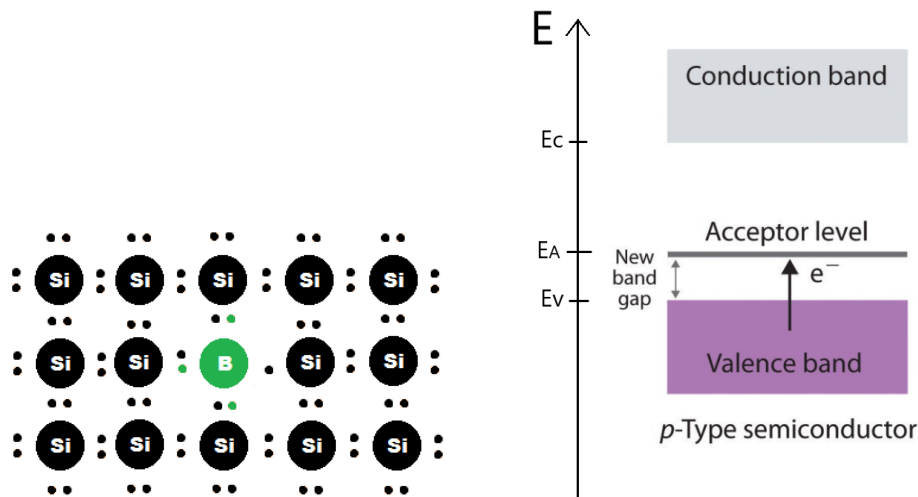 E
Conduction band
Ec
Acceptor level
EA
New
band
gap
e⁻
Ev
Valence band
p-Type semiconductor
Si Si Si Si Si
Si Si B Si Si
Si Si Si Si Si